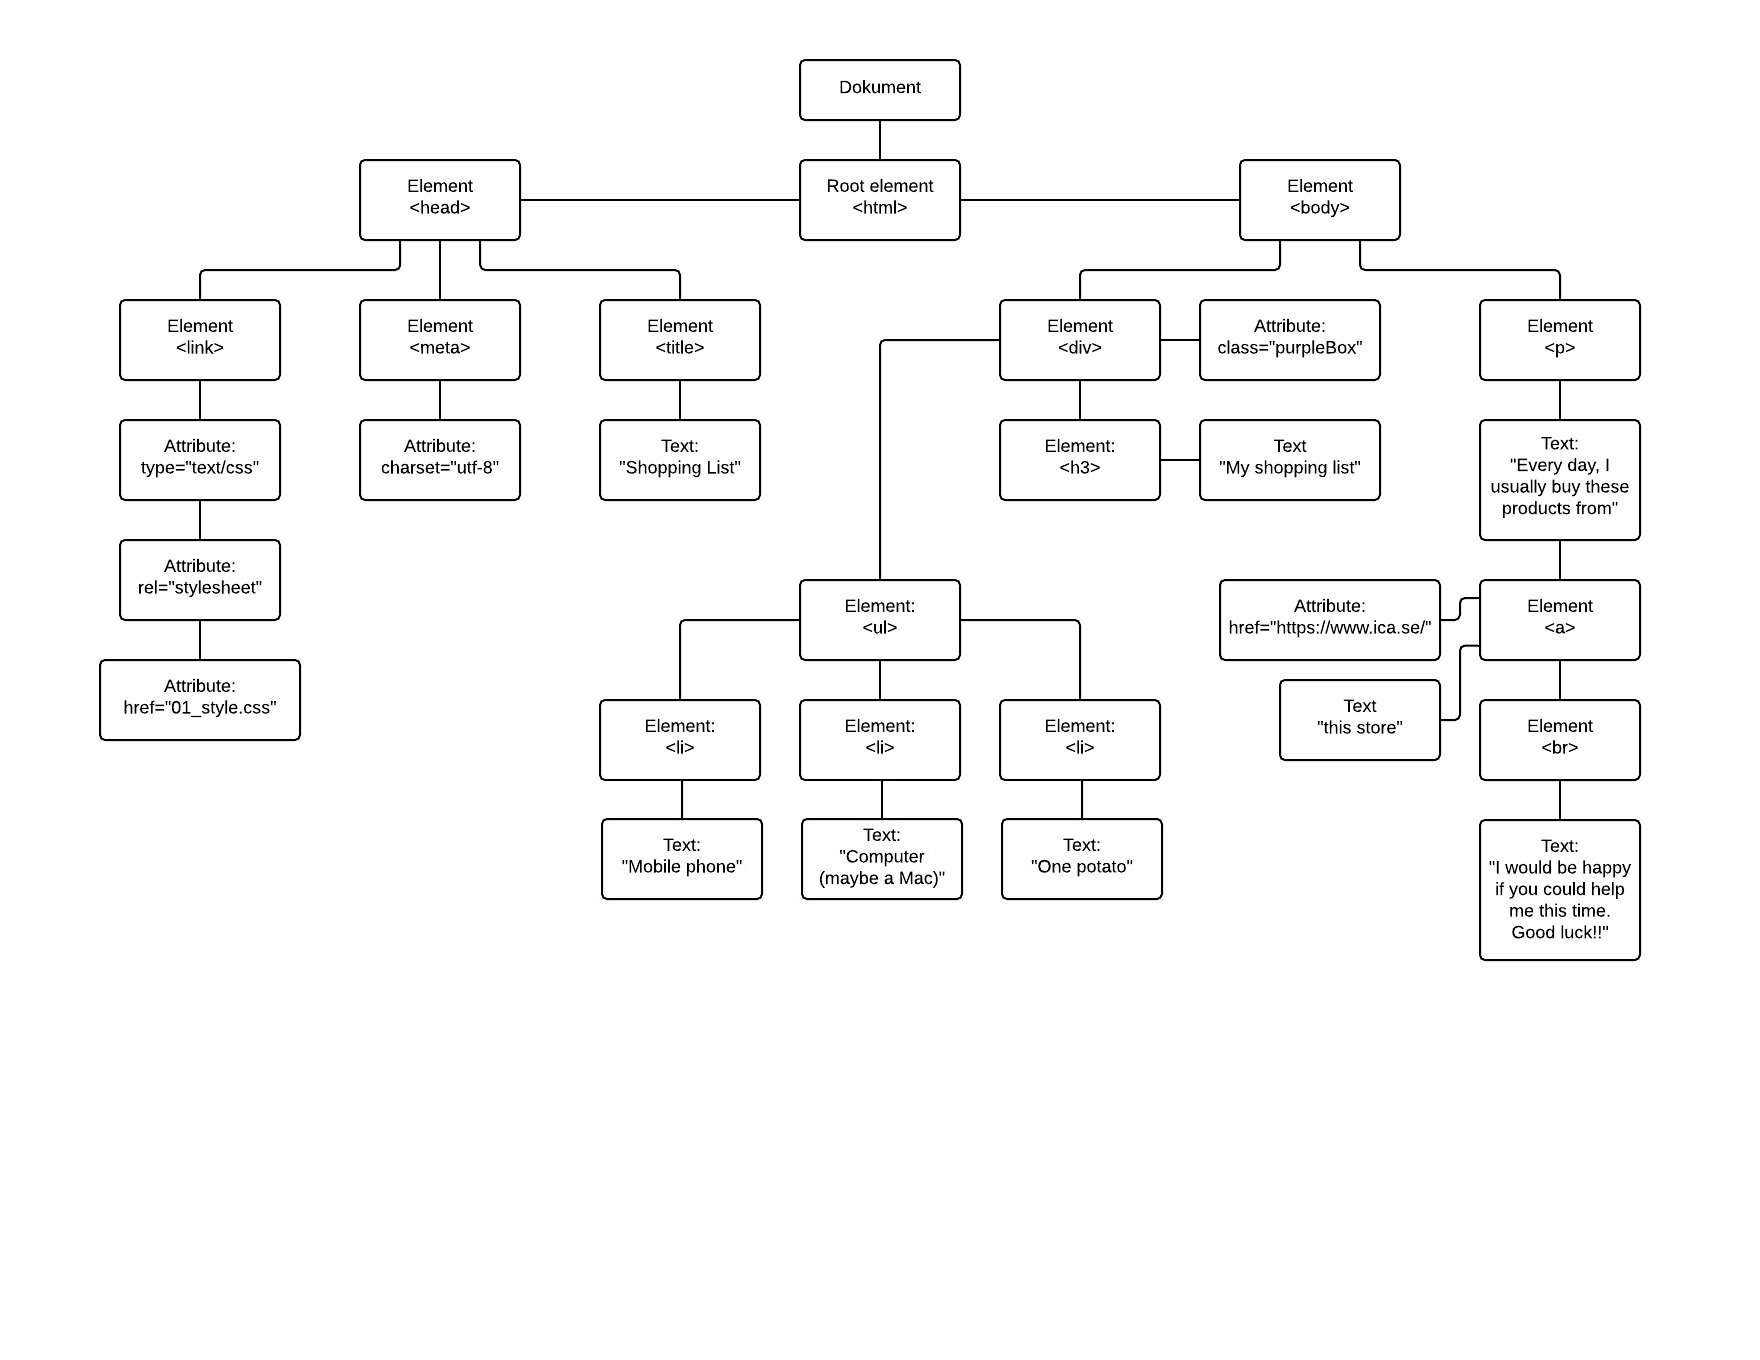 Dokument
Element
<head>
Root element
<html>
Element
<body>
Element
<link>
Element
<meta>
Element
<title>
Element
<div>
Attribute:
class="purpleBox"
Element
<p>
Attribute:
type="text/css"
Attribute:
charset="utf-8"
Text:
"Shopping List"
Element:
<h3>
Text
"My shopping list"
Text:
"Every day, I
usually buy these
products from"
Attribute:
rel="stylesheet"
Element:
<ul>
Attribute:
href="https://www.ica.se/"
Element
<a>
Attribute:
href="01_style.css"
Text
"this store"
Element:
<li>
Element:
<li>
Element:
<li>
Element
<br>
Text:
"Mobile phone"
Text:
"Computer
(maybe a Mac)"
Text:
"One potato"
Text:
"I would be happy
if you could help
me this time.
Good luck!!"